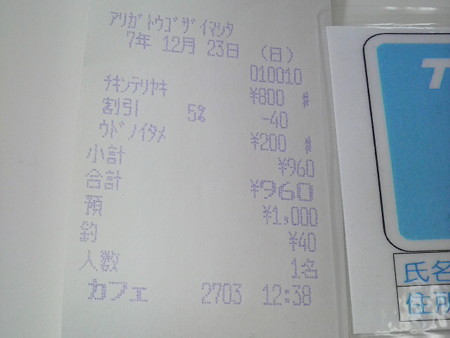 ｱﾘｶﾞﾄｳｺﾞｻﾞｲﾏｼﾀ
7年 12月 23日 (日)
010010
ﾁｷﾝﾃﾘﾔｷ ¥800 #
割引 5% -40
ｳﾄﾞﾉｲﾀﾒ ¥200 #
小計 ¥960
合計 ¥960
預 ¥1,000
釣 ¥40
人数 1名
カフェ 2703 12:38
T
氏名
住所